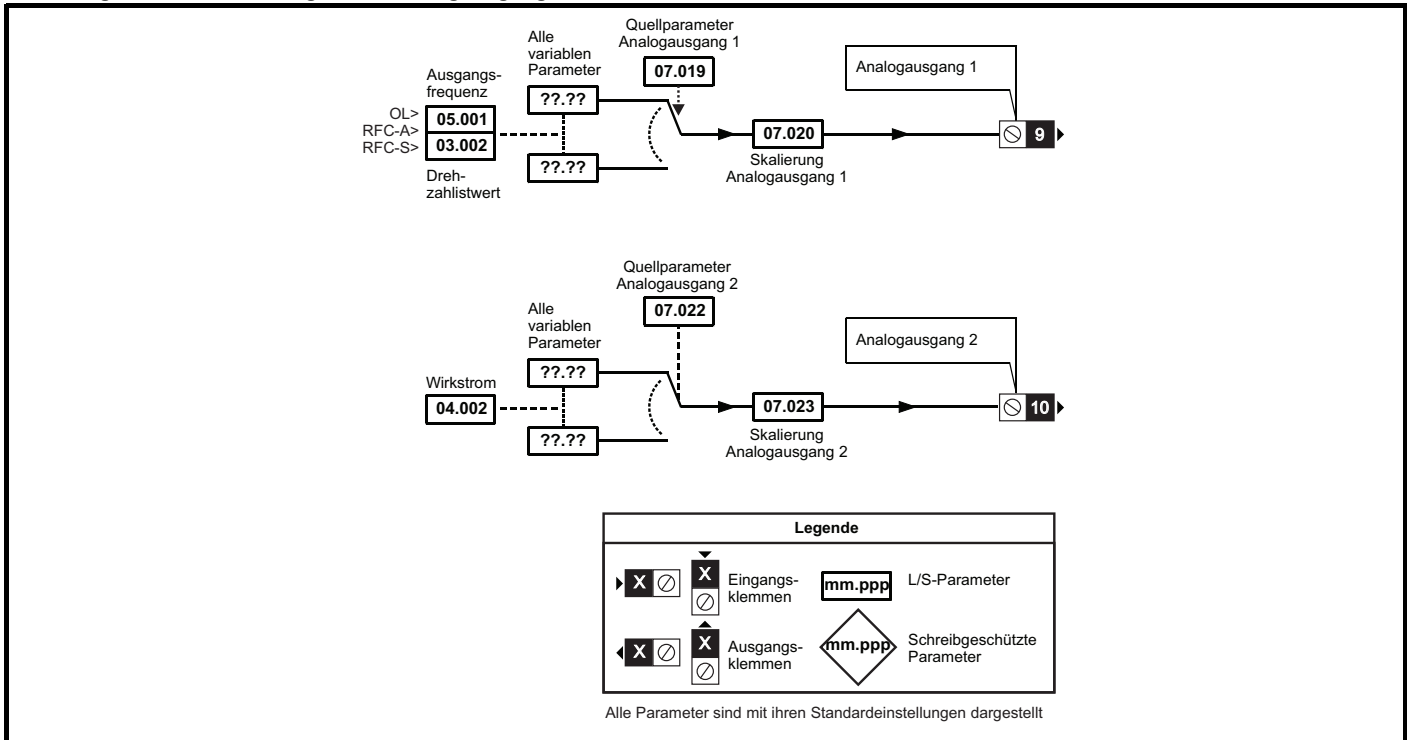 Quellparameter
Analogausgang 1
Alle
variablen
Parameter
07.019
Analogausgang 1
Ausgangs-
frequenz
??.??
OL>
RFC-A>
RFC-S>
05.001
03.002
07.020
9
??.??
Skalierung
Analogausgang 1
Dreh-
zahlistwert
Quellparameter
Analogausgang 2
Alle
variablen
Parameter
07.022
Analogausgang 2
??.??
Wirkstrom
04.002
07.023
10
??.??
Skalierung
Analogausgang 2
Legende
X
X
Eingangs-
klemmen
mm.ppp
L/S-Parameter
X
X
Ausgangs-
klemmen
mm.ppp
Schreibgeschützte
Parameter
Alle Parameter sind mit ihren Standardeinstellungen dargestellt